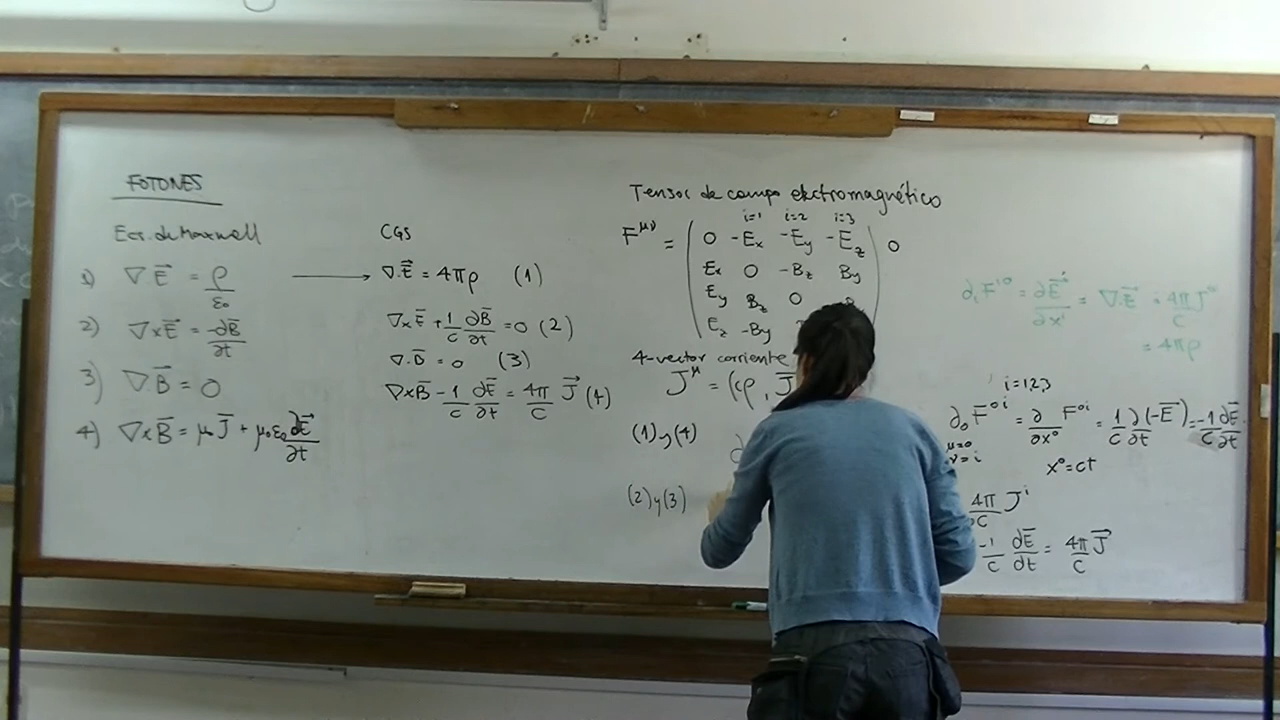 FOTONES
Ecs. de Maxwell
1) ∇ E⃗ = ρ/ε₀
2) ∇×E⃗ = -∂B̅/∂t
3) ∇.B̅ = 0
4) ∇×B̅ = μ J̅ + μ₀ε₀ ∂E⃗/∂t
CGS
∇.E⃗ = 4πρ (1)
∇×E̅ + 1/c ∂B̅/∂t = 0 (2)
∇.B̅ = 0 (3)
∇×B̅ - 1/c ∂E̅/∂t = 4π/c J⃗ (4)
Tensor de campo electromagnético
i=1 i=2 i=3
F^μν = ( 0 -Ex -Ey -Ez ) 0
Ex 0 -Bz By
Ey Bz 0
Ez -By
4-vector corriente
J^μ = (cρ, J
(1) y (4)
(2) y (3)
∂ᵢF^i0 = ∂E^i/∂x^i = ∇.E̅ = 4π/c J⁰
= 4πρ
i=1,2,3
∂₀F^0i = ∂/∂x⁰ F^0i = 1/c ∂/∂t (-E̅) = -1/c ∂E̅/∂t
μ=0
ν=i
x⁰=ct
4π/c J^i
-1/c ∂E̅/∂t = 4π/c J⃗